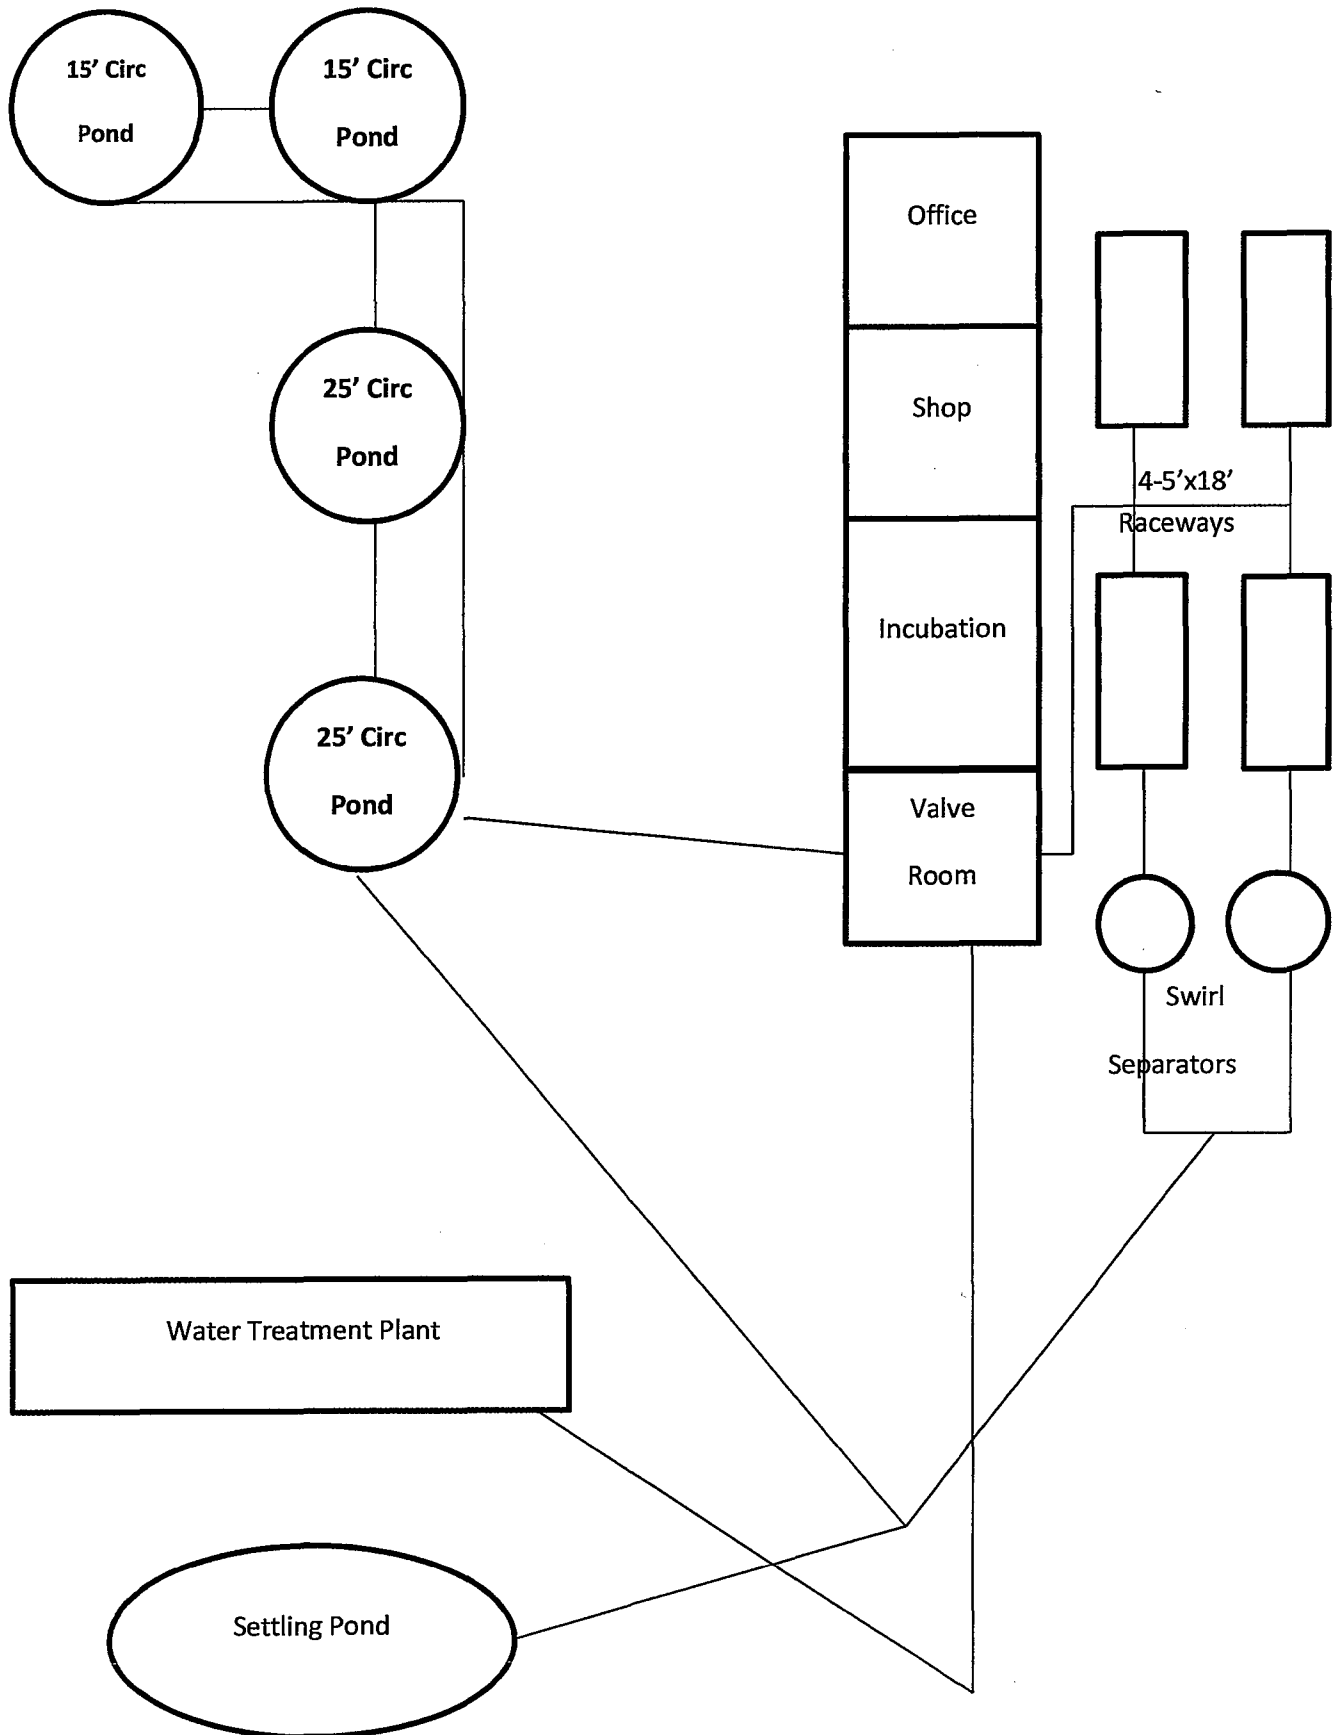 15’ Circ
Pond
15’ Circ
Pond
Office
25’ Circ
Pond
Shop
4-5’x18’
Raceways
Incubation
25’ Circ
Pond
Valve
Room
Swirl
Separators
Water Treatment Plant
Settling Pond